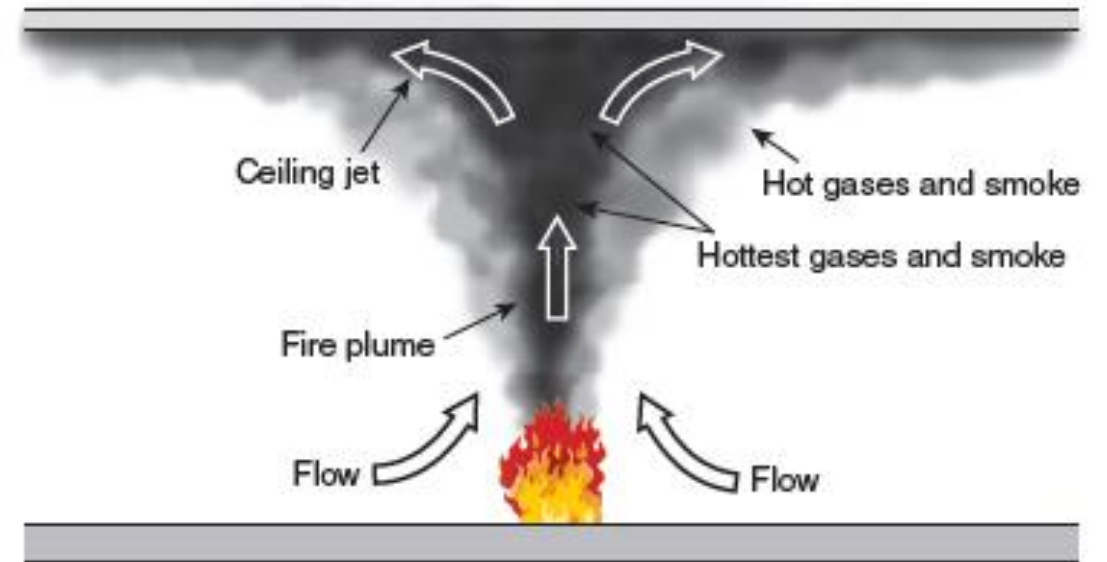 Ceiling jet
Hot gases and smoke
Hottest gases and smoke
Fire plume
Flow
Flow